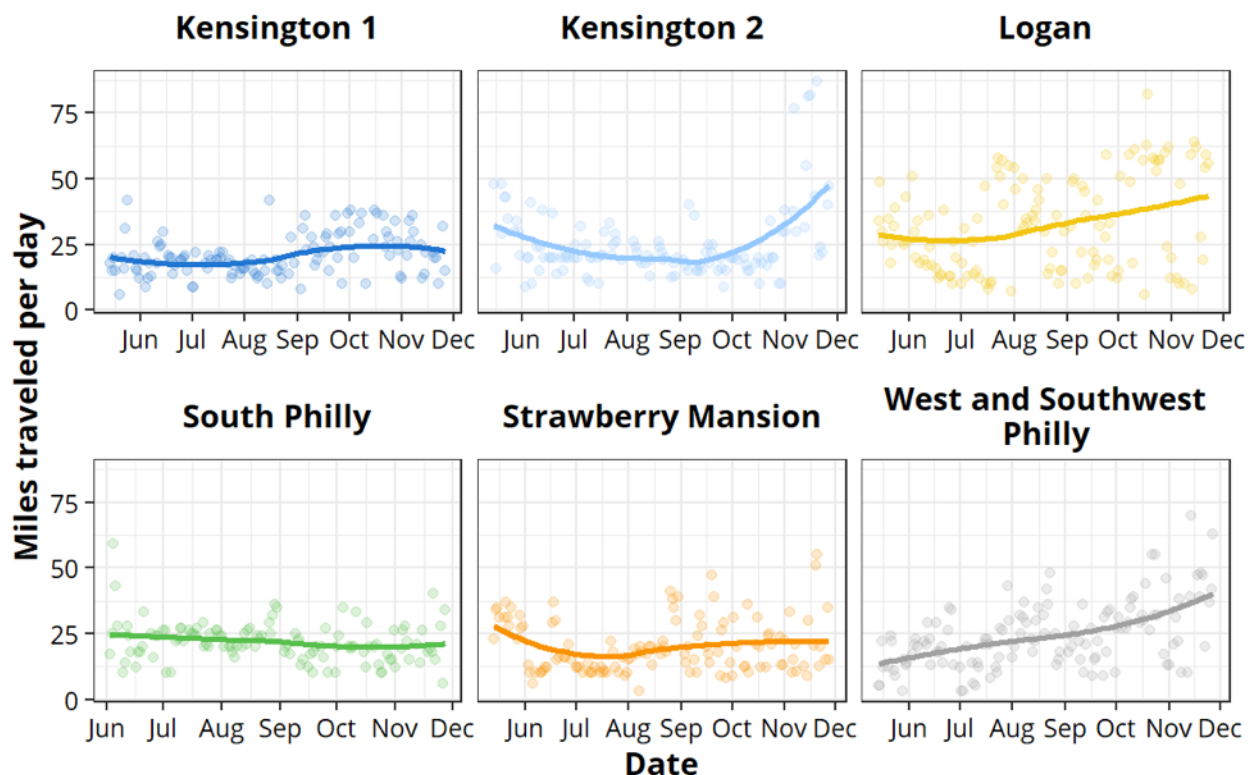 Kensington 1
Kensington 2
Logan
Miles traveled per day
75
50
25
0
Jun Jul Aug Sep Oct Nov Dec
Jun Jul Aug Sep Oct Nov Dec
Jun Jul Aug Sep Oct Nov Dec
South Philly
Strawberry Mansion
West and Southwest
Philly
75
50
25
0
Jun Jul Aug Sep Oct Nov Dec
Jun Jul Aug Sep Oct Nov Dec
Jun Jul Aug Sep Oct Nov Dec
Date